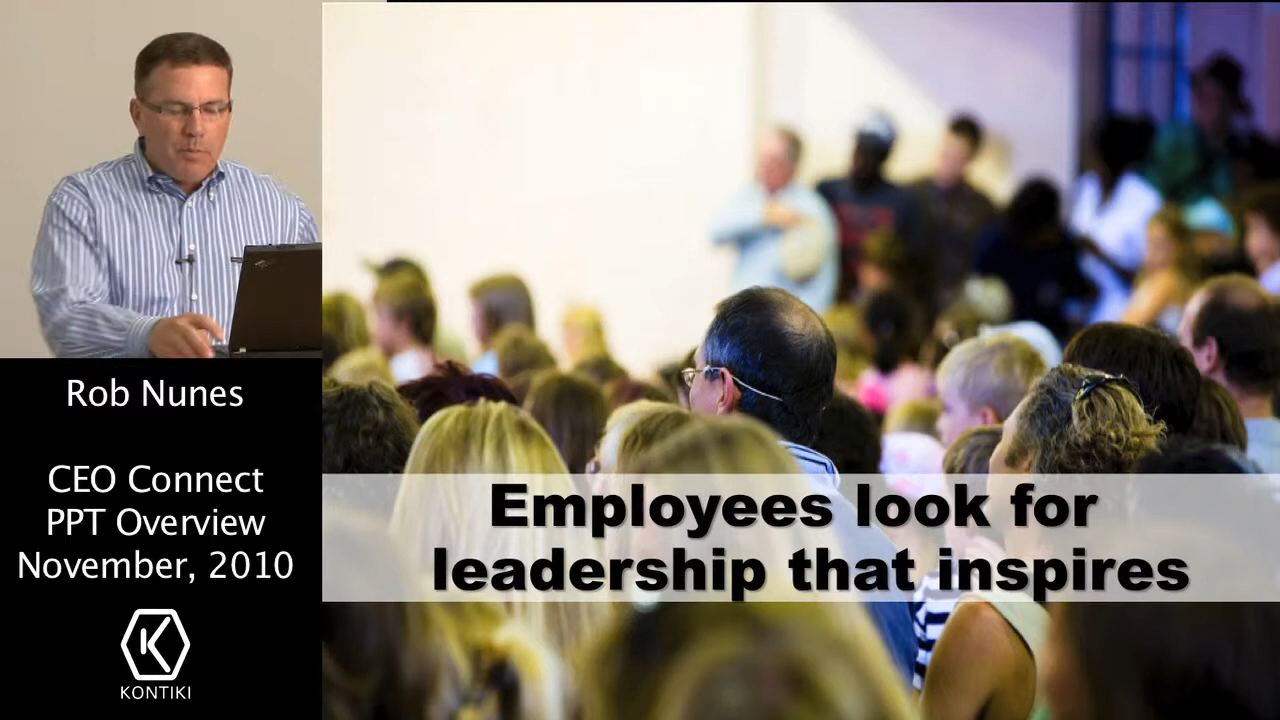 Rob Nunes
CEO Connect
PPT Overview
November, 2010
KONTIKI
Employees look for
leadership that inspires